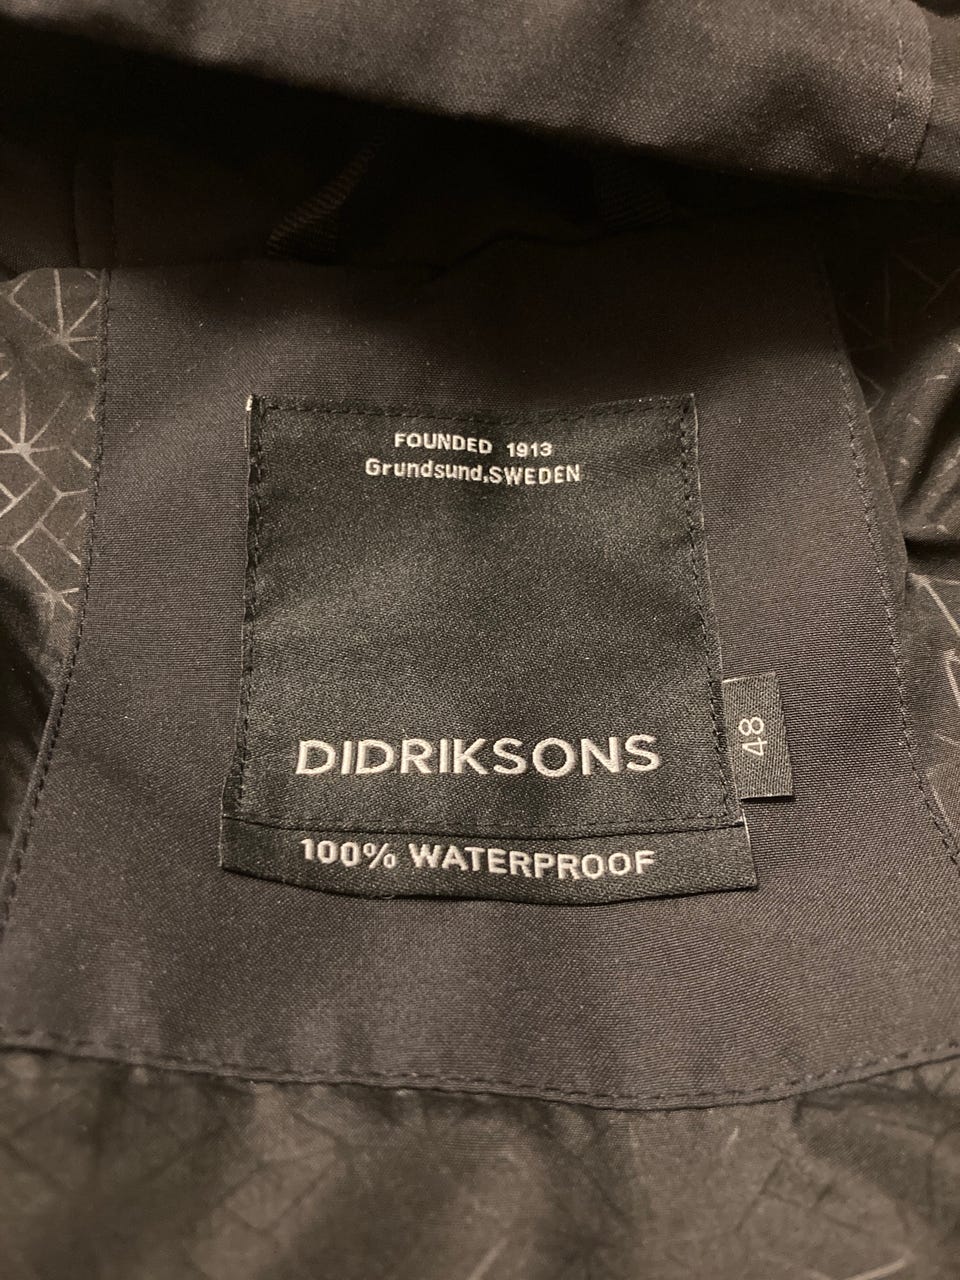 FOUNDED 1913
Grundsund,SWEDEN
DIDRIKSONS
48
100% WATERPROOF